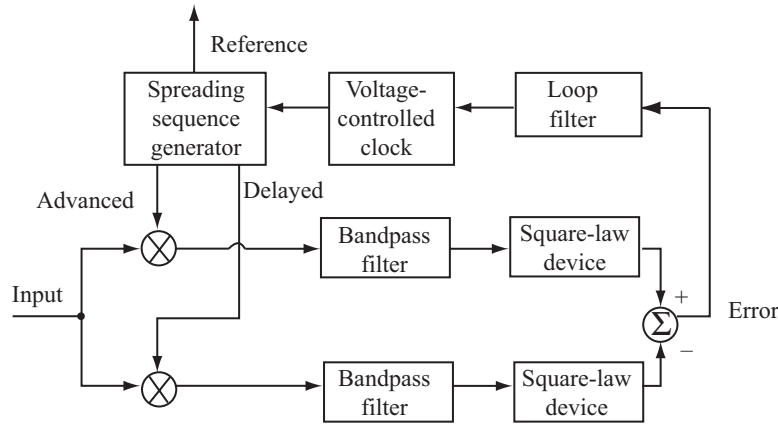 Reference
Spreading
sequence
generator
Voltage-
controlled
clock
Loop
filter
Advanced
Delayed
Bandpass
filter
Square-law
device
Input
+
Σ
Error
−
Bandpass
filter
Square-law
device